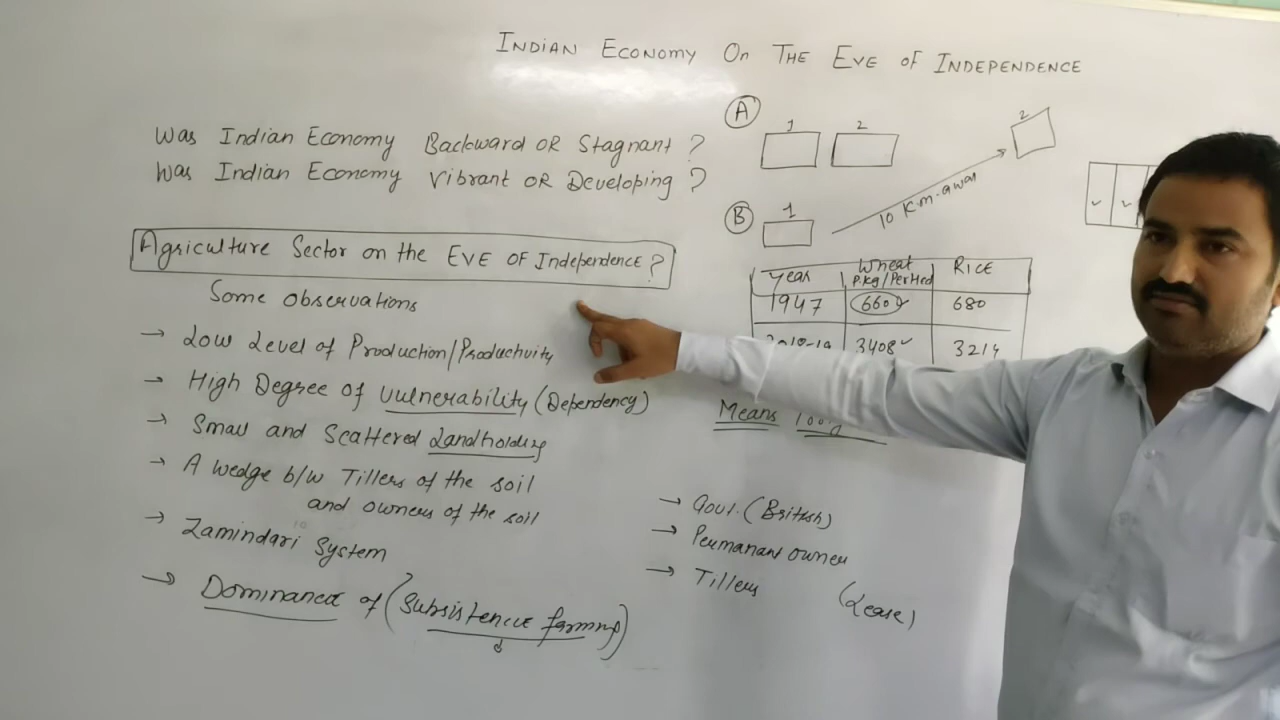 INDIAN ECONOMY On THE EVE OF INDEPENDENCE
Was Indian Economy Backward OR Stagnant ?
Was Indian Economy Vibrant OR Developing ?
Agriculture Sector on the EVE OF Independence ?
Some Observations
→ Low Level of Production/Productivity
→ High Degree of Vulnerability (Dependency)
→ Small and Scattered Landholding
→ A wedge b/w Tillers of the soil
and owners of the soil
→ Zamindari System
→ Dominance of (Subsistence farming)
A
1 2
B
1
10 K.m. away
2
Year Wheat RICE
1947 660 680
2018-19 3408 3214
Means
→ Govt. (British)
→ Permanant owner
→ Tillers
(Lease)